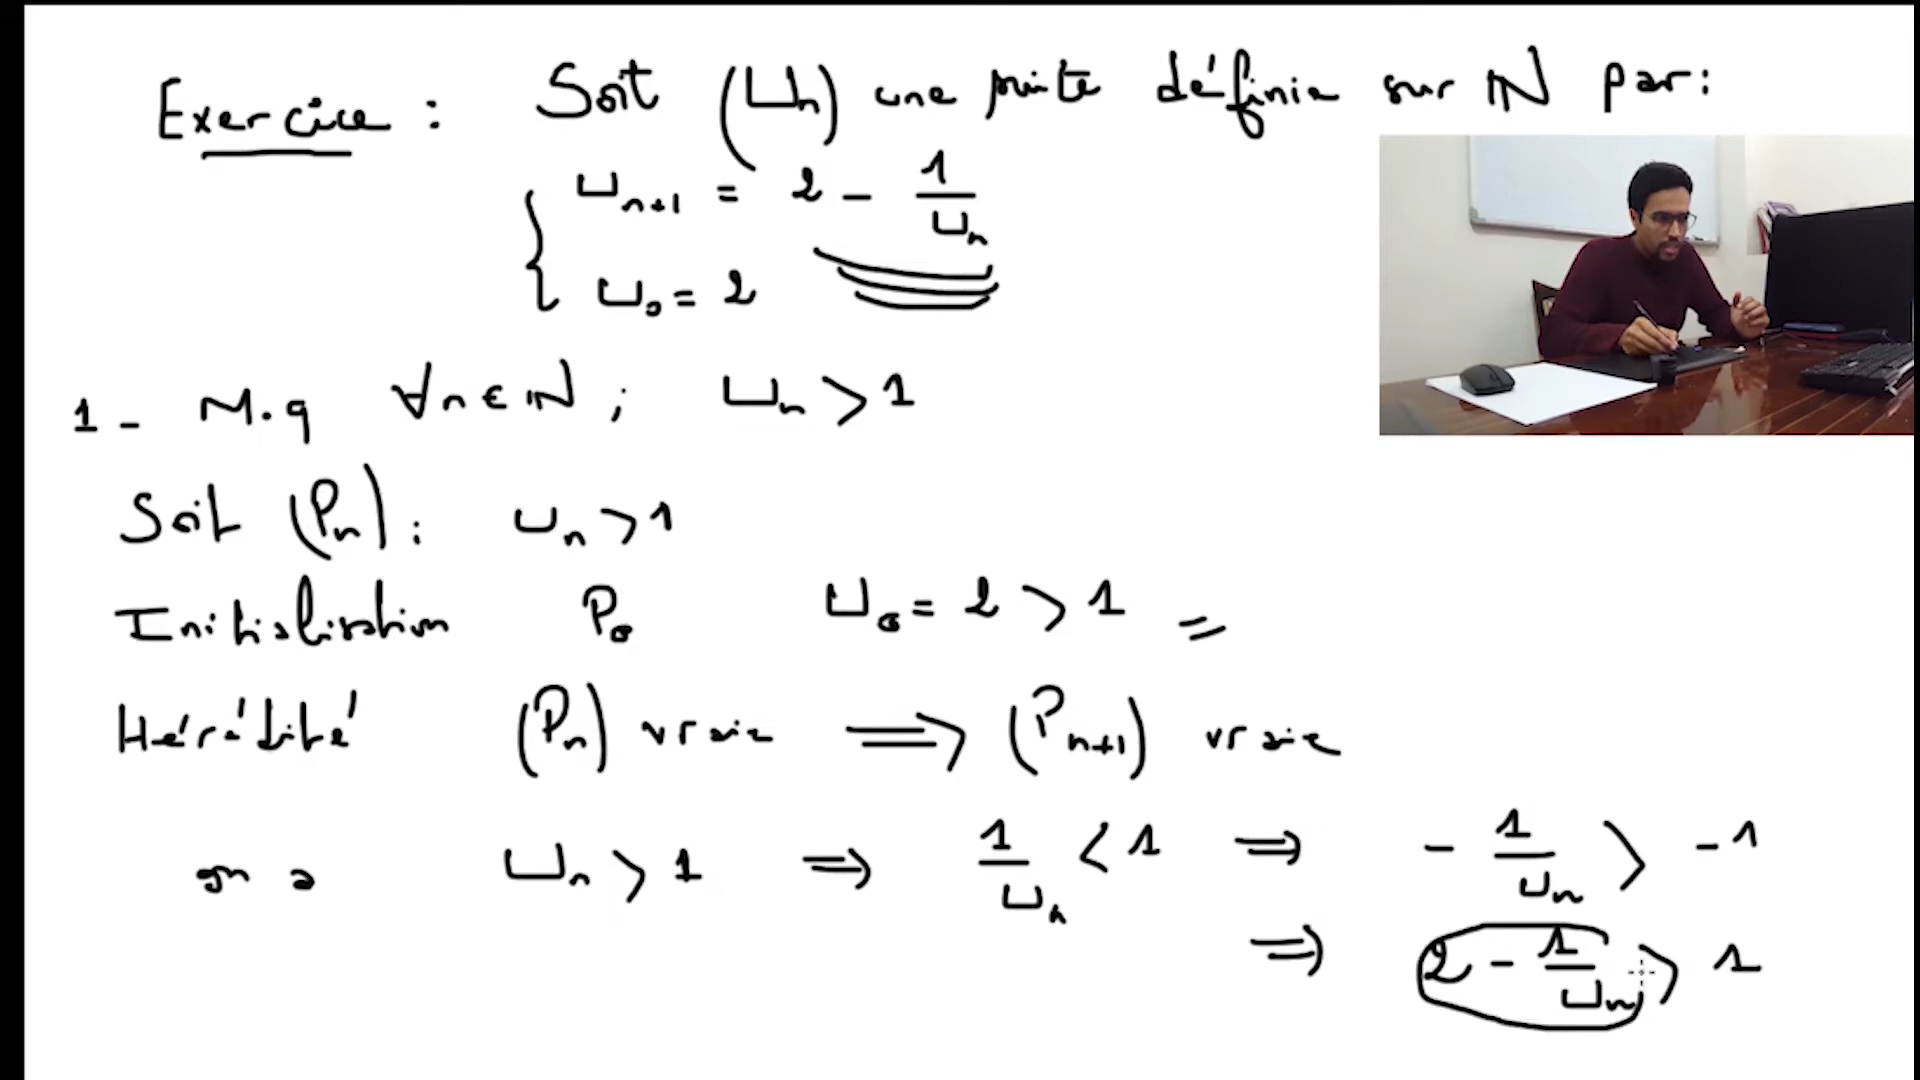 Exercice : Soit (Un) une suite définie sur ℕ par :
{ Un+1 = 2 - 1/Un
U0 = 2
1 - M.q ∀n∈ℕ ; Un > 1
Soit (Pn) : Un > 1
Initialisation P0 U0 = 2 > 1 =
Hérédité (Pn) vraie ⟹ (Pn+1) vraie
on a Un > 1 ⟹ 1/Un < 1 ⟹ - 1/Un > -1
⟹ 2 - 1/Un > 1